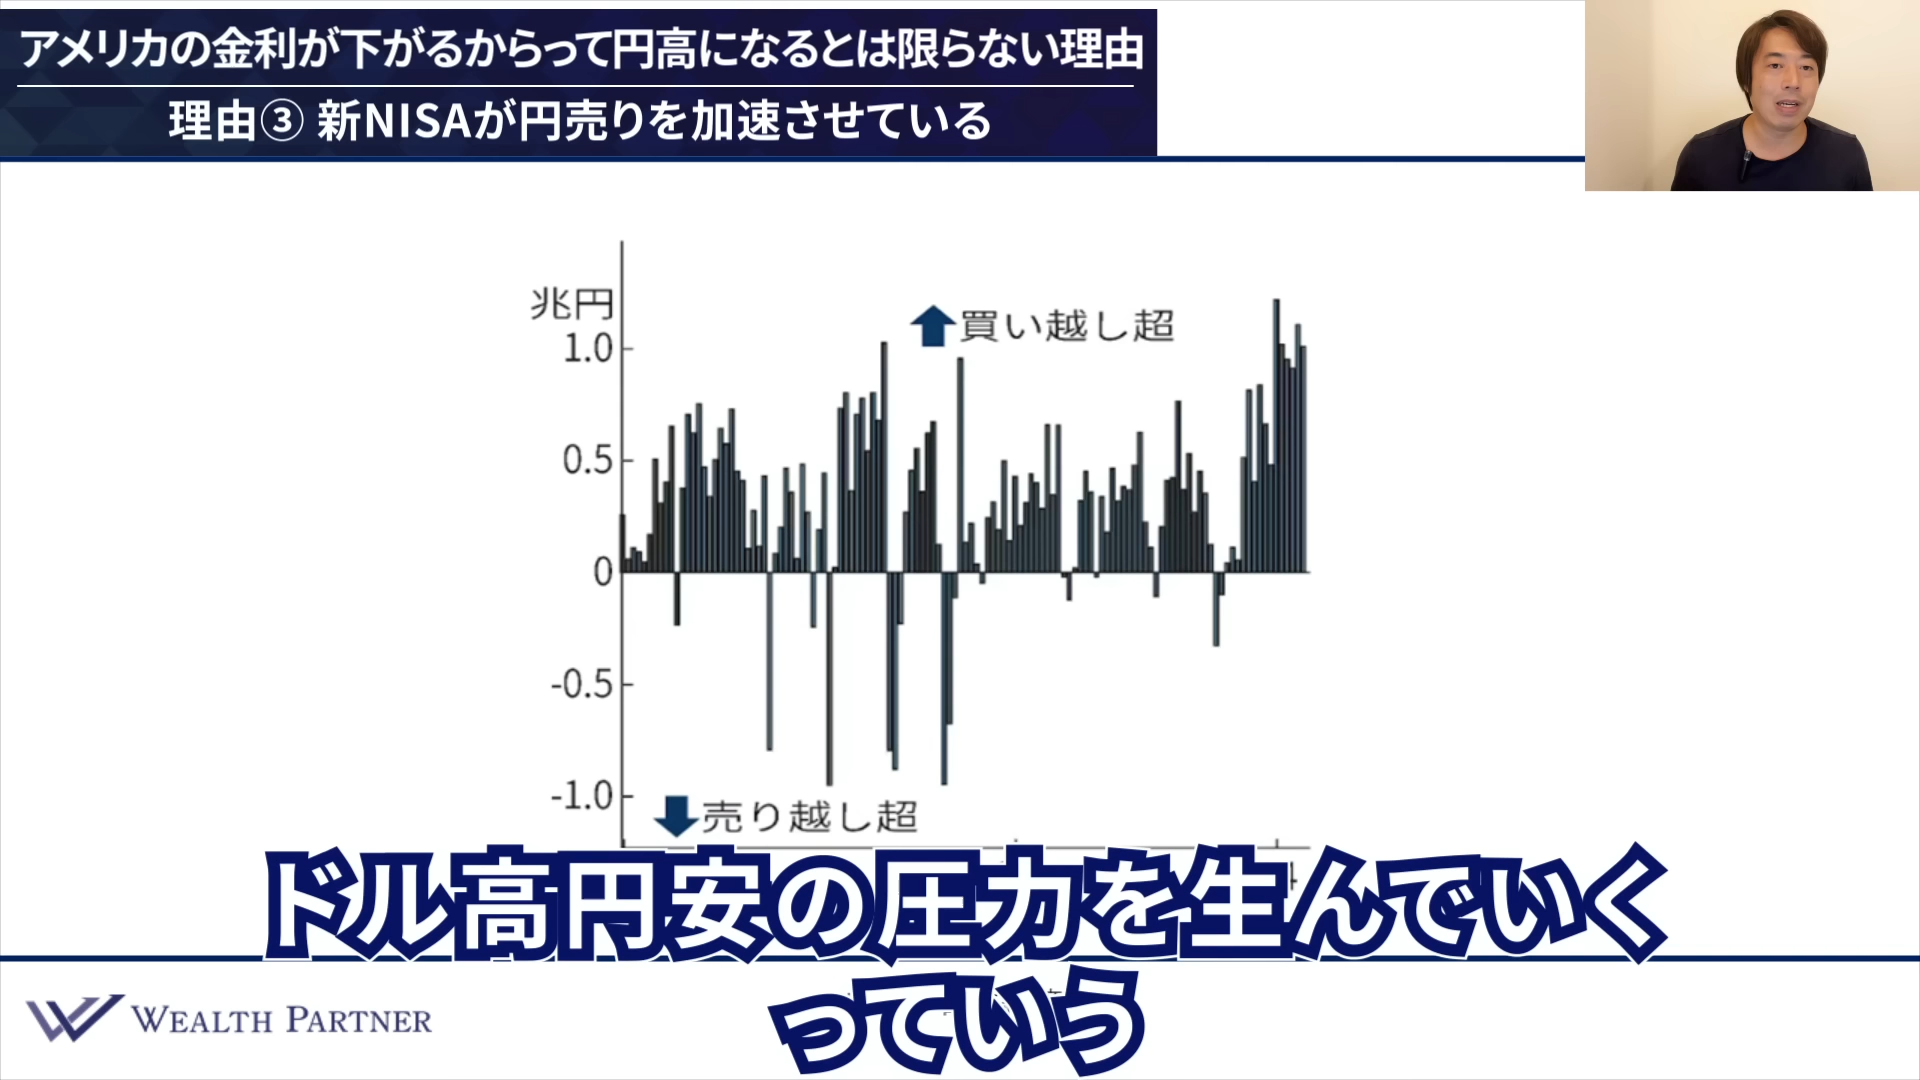 アメリカの金利が下がるからって円高になるとは限らない理由
理由③ 新NISAが円売りを加速させている
兆円
1.0
0.5
0
-0.5
-1.0
買い越し超
売り越し超
ドル高円安の圧力を生んでいく
っていう
WEALTH PARTNER